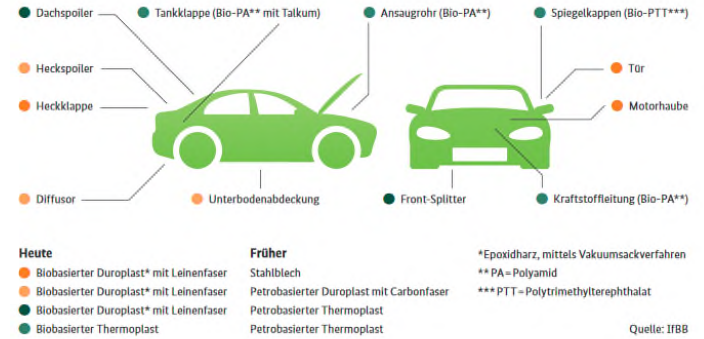 Dachspoiler
Tankklappe (Bio-PA** mit Talkum)
Ansaugrohr (Bio-PA**)
Spiegelkappen (Bio-PTT***)
Heckspoiler
Tür
Heckklappe
Motorhaube
Diffusor
Unterbodenabdeckung
Front-Splitter
Kraftstoffleitung (Bio-PA**)
Heute
Biobasierter Duroplast* mit Leinenfaser
Biobasierter Duroplast* mit Leinenfaser
Biobasierter Duroplast* mit Leinenfaser
Biobasierter Thermoplast
Früher
Stahlblech
Petrobasierter Duroplast mit Carbonfaser
Petrobasierter Thermoplast
Petrobasierter Thermoplast
*Epoxidharz, mittels Vakuumsackverfahren
**PA=Polyamid
***PTT=Polytrimethylterephthalat
Quelle: IfBB